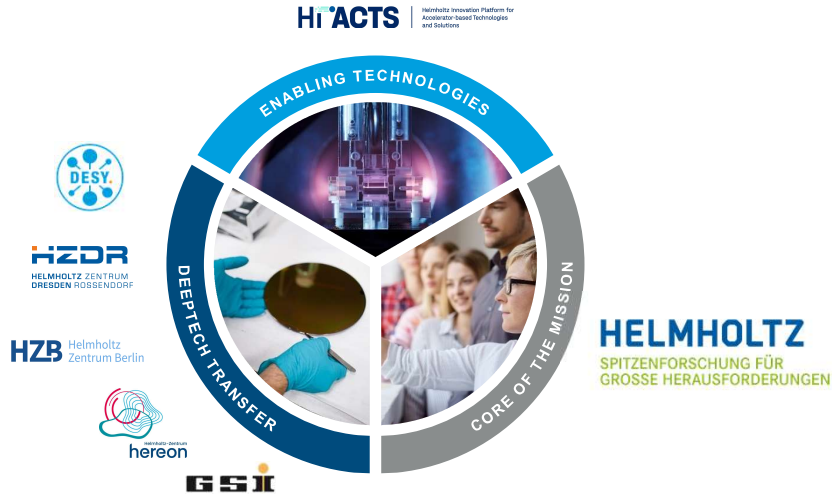 Hi ACTS
Helmholtz Innovation Platform for
Accelerator-based Technologies
and Solutions
ENABLING TECHNOLOGIES
DESY.
HZDR
HELMHOLTZ ZENTRUM
DRESDEN ROSSENDORF
DEEPTECH TRANSFER
CORE OF THE MISSION
HELMHOLTZ
SPITZENFORSCHUNG FÜR
GROSSE HERAUSFORDERUNGEN
HZB Helmholtz
Zentrum Berlin
Helmholtz-Zentrum
hereon
GSI